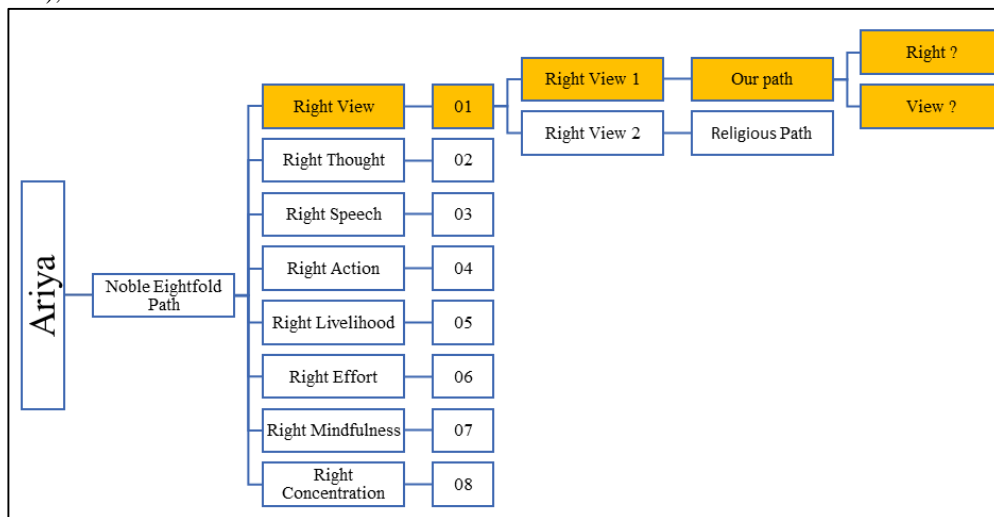 Ariya
Noble Eightfold
Path
Right View
01
Right View 1
Our path
Right ?
View ?
Right View 2
Religious Path
Right Thought
02
Right Speech
03
Right Action
04
Right Livelihood
05
Right Effort
06
Right Mindfulness
07
Right
Concentration
08